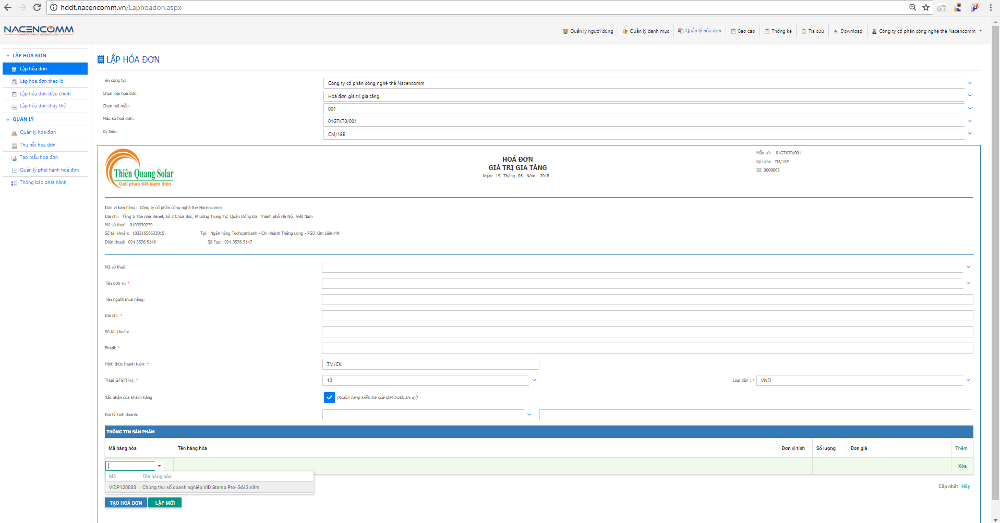 hddt.nacencomm.vn/Laphoadon.aspx
NACENCOMM
SMART CARD TECHNOLOGY
Quản lý người dùng
Quản lý danh mục
Quản lý hóa đơn
Báo cáo
Thống kê
Tra cứu
Download
Công ty cổ phần công nghệ thẻ Nacencomm
LẬP HÓA ĐƠN
Lập hóa đơn
Lập hóa đơn theo lô
Lập hóa đơn điều chỉnh
Lập hóa đơn thay thế
QUẢN LÝ
Quản lý hóa đơn
Thu hồi hóa đơn
Tạo mẫu hoá đơn
Quản lý phát hành hoá đơn
Thông báo phát hành
LẬP HÓA ĐƠN
Tên công ty: Công ty cổ phần công nghệ thẻ Nacencomm
Chọn loại hoá đơn: Hoá đơn giá trị gia tăng
Chọn mã mẫu: 001
Mẫu số hoá đơn: 01GTKT0/001
Ký hiệu: CM/18E
Thiên Quang Solar
Giải pháp tiết kiệm điện
HOÁ ĐƠN
GIÁ TRỊ GIA TĂNG
Ngày 19 Tháng 06 Năm 2018
Mẫu số: 01GTKT0/001
Ký hiệu: CM/18E
Số: 0000002
Đơn vị bán hàng: Công ty cổ phần công nghệ thẻ Nacencomm
Địa chỉ: Tầng 5 Tòa nhà Hanel, Số 2 Chùa Bộc, Phường Trung Tự, Quận Đống Đa, Thành phố Hà Nội, Việt Nam
Mã số thuế: 0103930279
Số tài khoản: 10321656622015 Tại: Ngân hàng Techcombank - Chi nhánh Thăng Long - PGD Kim Liên-HN
Điện thoại: 024 3576 5146 Số Fax: 024 3576 5147
Mã số thuế:
Tên đơn vị: *
Tên người mua hàng:
Địa chỉ: *
Số tài khoản:
Email: *
Hình thức thanh toán: * TM/CK
Thuế GTGT(%): * 10 Loại tiền : * VND
Xác nhận của khách hàng (Khách hàng kiểm tra hóa đơn trước khi ký)
Đại lý kinh doanh:
THÔNG TIN SẢN PHẨM
Mã hàng hóa Tên hàng hóa Đơn vị tính Số lượng Đơn giá Thêm
Xóa
Mã Tên hàng hóa
VIDP120003 Chứng thư số doanh nghiệp VID Stamp Pro- Gói 3 năm
Cập nhật Hủy
TẠO HOÁ ĐƠN LẬP MỚI